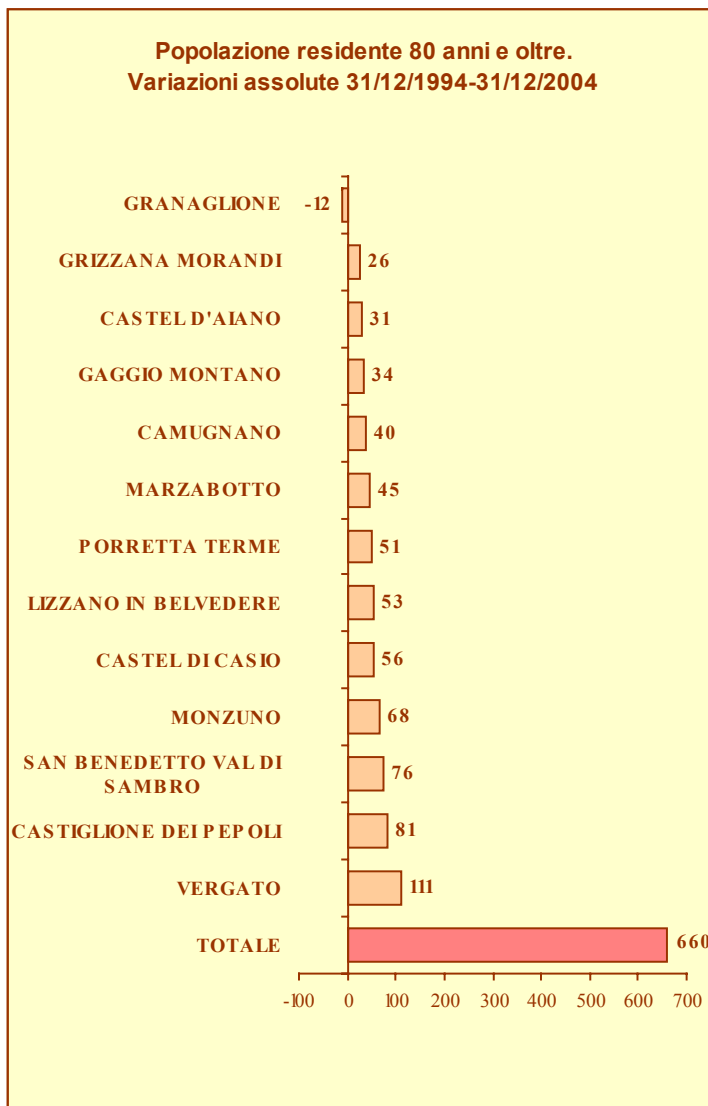 Popolazione residente 80 anni e oltre.
Variazioni assolute 31/12/1994-31/12/2004
GRANAGLIONE -12
GRIZZANA MORANDI 26
CASTEL D'AIANO 31
GAGGIO MONTANO 34
CAMUGNANO 40
MARZABOTTO 45
PORRETTA TERME 51
LIZZANO IN BELVEDERE 53
CASTEL DI CASIO 56
MONZUNO 68
SAN BENEDETTO VAL DI
SAMBRO 76
CASTIGLIONE DEI PEPOLI 81
VERGATO 111
TOTALE 660
-100 0 100 200 300 400 500 600 700